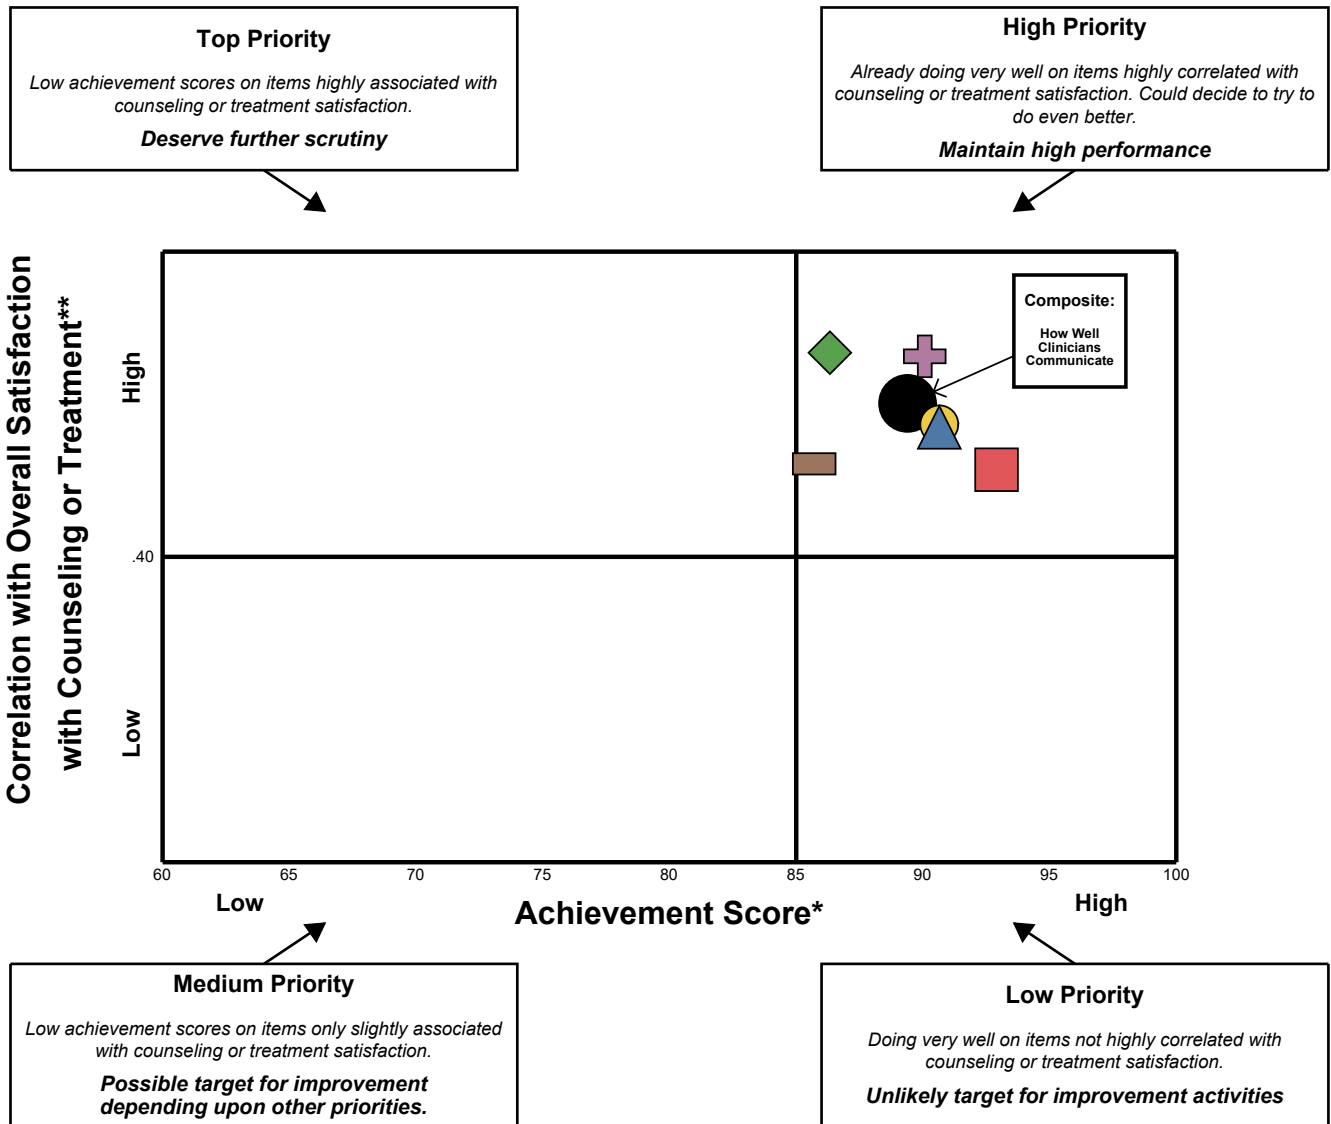 Top Priority
Low achievement scores on items highly associated with
counseling or treatment satisfaction.
Deserve further scrutiny
High Priority
Already doing very well on items highly correlated with
counseling or treatment satisfaction. Could decide to try to
do even better.
Maintain high performance
Correlation with Overall Satisfaction
with Counseling or Treatment**
High
Low
.40
Composite:
How Well
Clinicians
Communicate
60
65
70
75
80
85
90
95
100
Low
Achievement Score*
High
Medium Priority
Low achievement scores on items only slightly associated
with counseling or treatment satisfaction.
Possible target for improvement
depending upon other priorities.
Low Priority
Doing very well on items not highly correlated with
counseling or treatment satisfaction.
Unlikely target for improvement activities